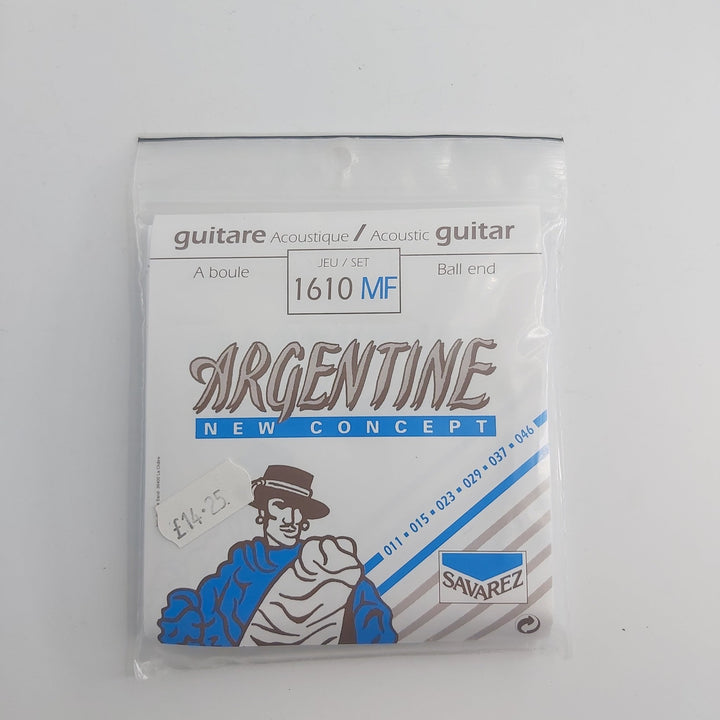 guitare Acoustique / Acoustic guitar
A boule
JEU / SET
1610 MF
Ball end
ARGENTINE
NEW CONCEPT
011 • 015 • 023 • 029 • 037 • 046
£14.25
SAVAREZ